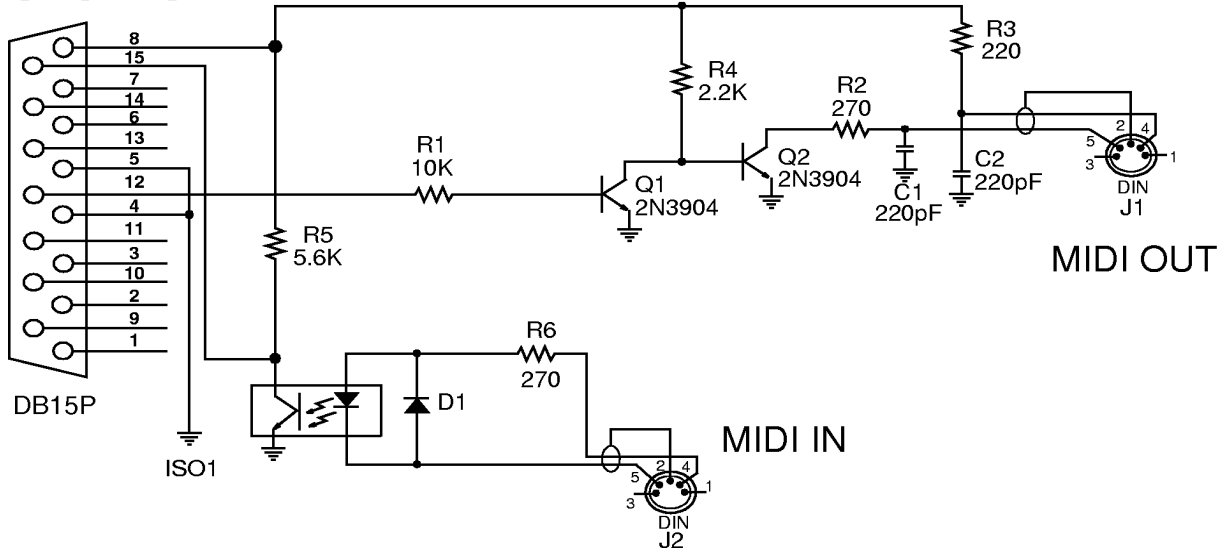 8
15
7
14
6
13
5
12
4
11
3
10
2
9
1
DB15P
ISO1
R1
10K
R5
5.6K
Q1
2N3904
R4
2.2K
Q2
2N3904
R2
270
C1
220pF
R3
220
C2
220pF
2
4
5
3
1
DIN
J1
MIDI OUT
R6
270
D1
MIDI IN
2
4
5
3
1
DIN
J2